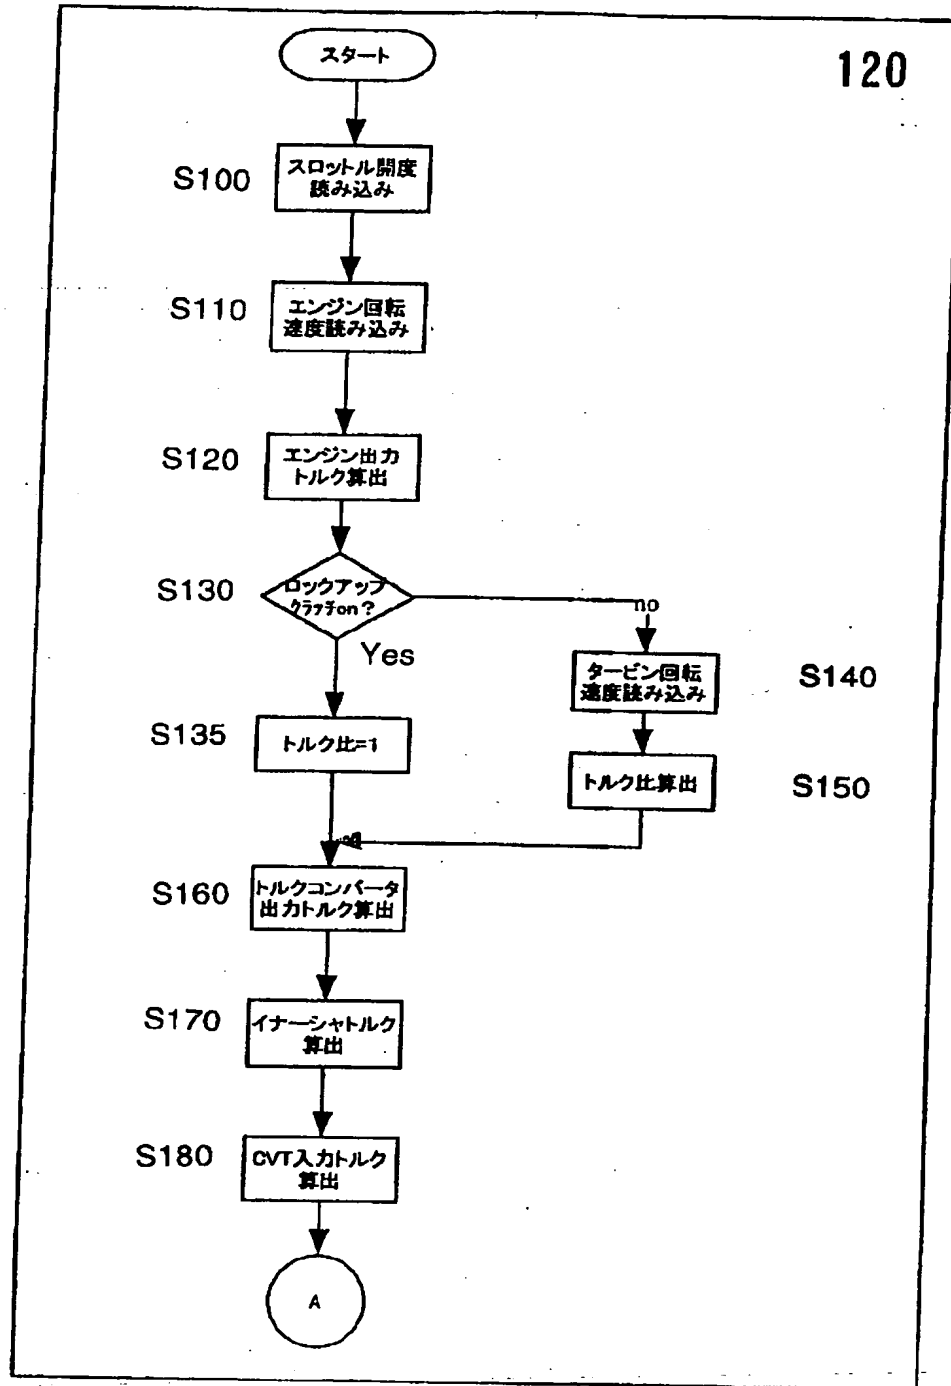 120
スタート
S100
スロットル開度
読み込み
S110
エンジン回転
速度読み込み
S120
エンジン出力
トルク算出
S130
ロックアップ
クラッチon?
no
Yes
S140
タービン回転
速度読み込み
S135
トルク比=1
S150
トルク比算出
S160
トルクコンバータ
出力トルク算出
S170
イナーシャトルク
算出
S180
CVT入力トルク
算出
A